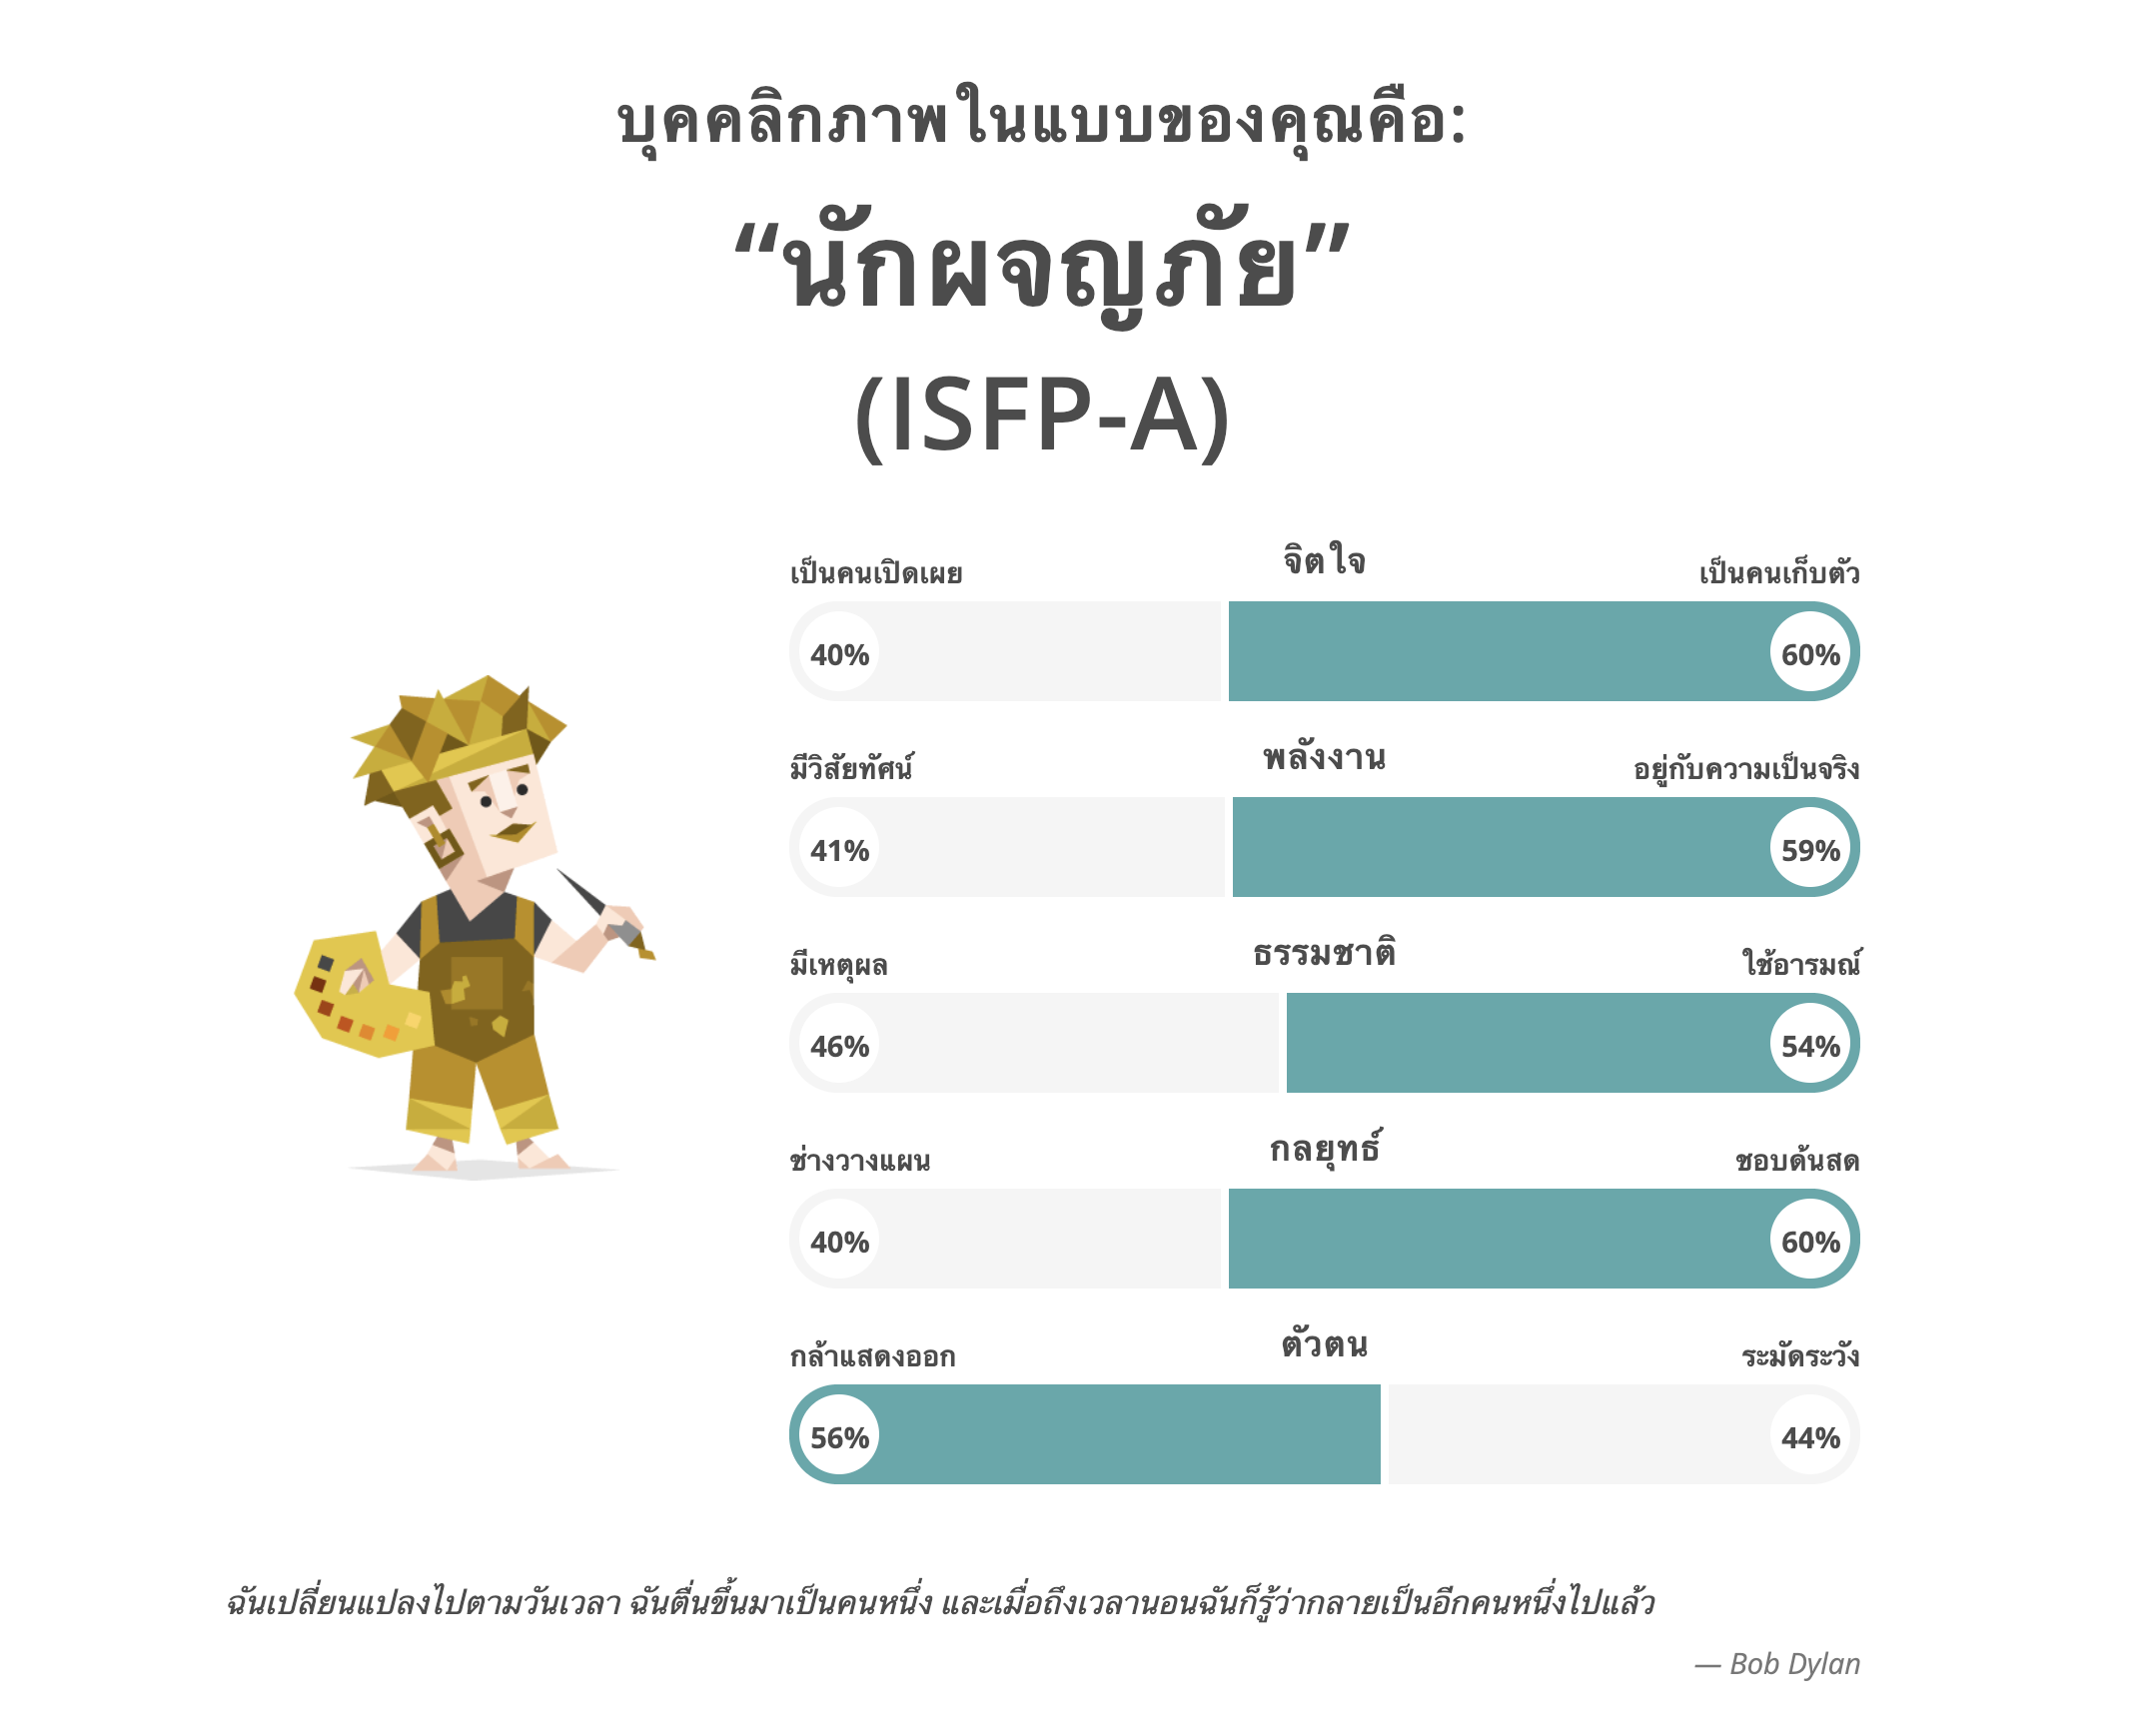 บุคคลิกภาพในแบบของคุณคือ:
“นักผจญภัย”
(ISFP-A)
เป็นคนเปิดเผย จิตใจ เป็นคนเก็บตัว
40% 60%
มีวิสัยทัศน์ พลังงาน อยู่กับความเป็นจริง
41% 59%
มีเหตุผล ธรรมชาติ ใช้อารมณ์
46% 54%
ช่างวางแผน กลยุทธ์ ชอบด้นสด
40% 60%
กล้าแสดงออก ตัวตน ระมัดระวัง
56% 44%
ฉันเปลี่ยนแปลงไปตามวันเวลา ฉันตื่นขึ้นมาเป็นคนหนึ่ง และเมื่อถึงเวลานอนฉันก็รู้ว่ากลายเป็นอีกคนหนึ่งไปแล้ว
— Bob Dylan